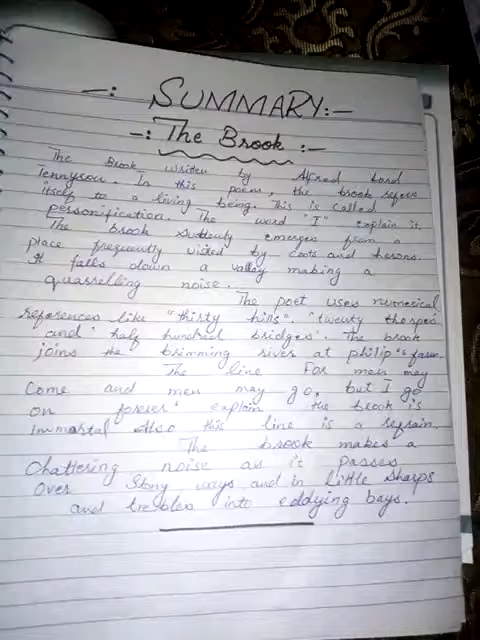 -: SUMMARY:-
-: The Brook :-
The Brook written by Alfred Lord
Tennyson. In this poem, the brook refers
itself to a living being. This is called
personification. The word "I" explain it.
The brook suttenly emerges from a
place frequently visited by coots and herons.
It falls down a valley making a
quasselling noise.
The poet uses numerical
references like "thirty hills". "twenty thorpes
and' half hundred bridges'. The brook
joins the brimming river at philip's farm.
The line For men may
Come and men may go, but I go
on forever' explain the brook is
immortal Also this line is a refrain.
The brook makes a
Chattering noise as it passes
Over Stony ways and in little sharps
and trebles into eddying bays.